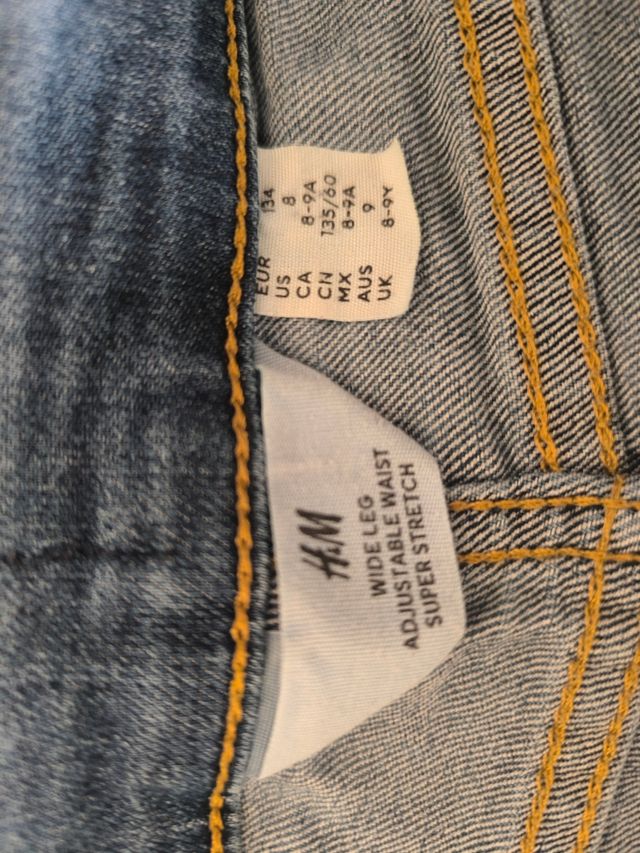 EUR 134
US 8
CA 8-9A
CN 135/60
MX 8-9A
AUS 9
UK 8-9Y
H&M
WIDE LEG
ADJUSTABLE WAIST
SUPER STRETCH